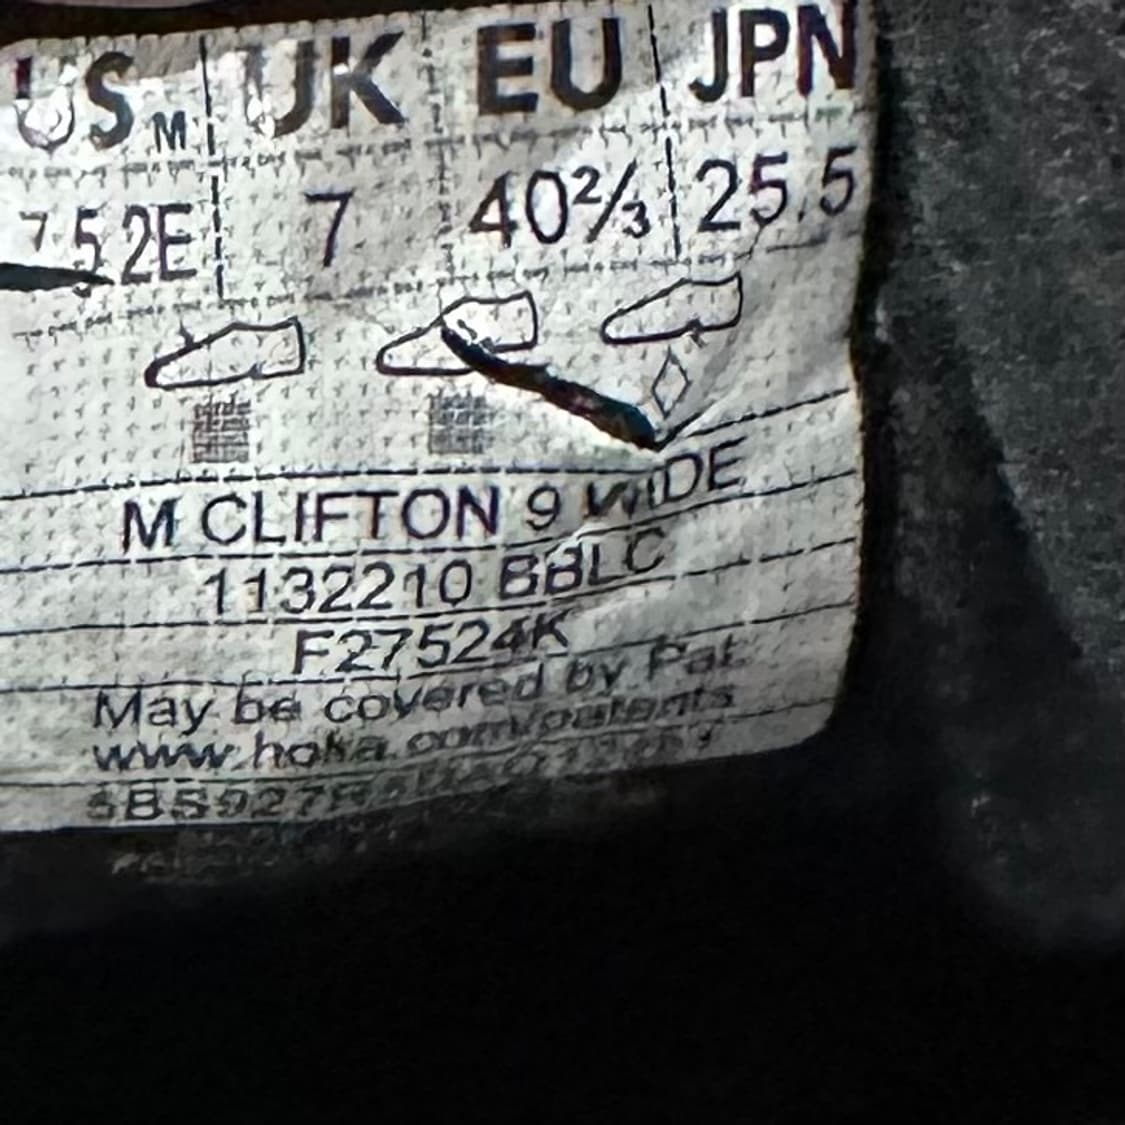 US M UK EU JPN
7.5 2E 7 40⅔ 25.5
M CLIFTON 9 WIDE
1132210 BBLC
F27524K
May be covered by Pat.
www.hoka.com/patents